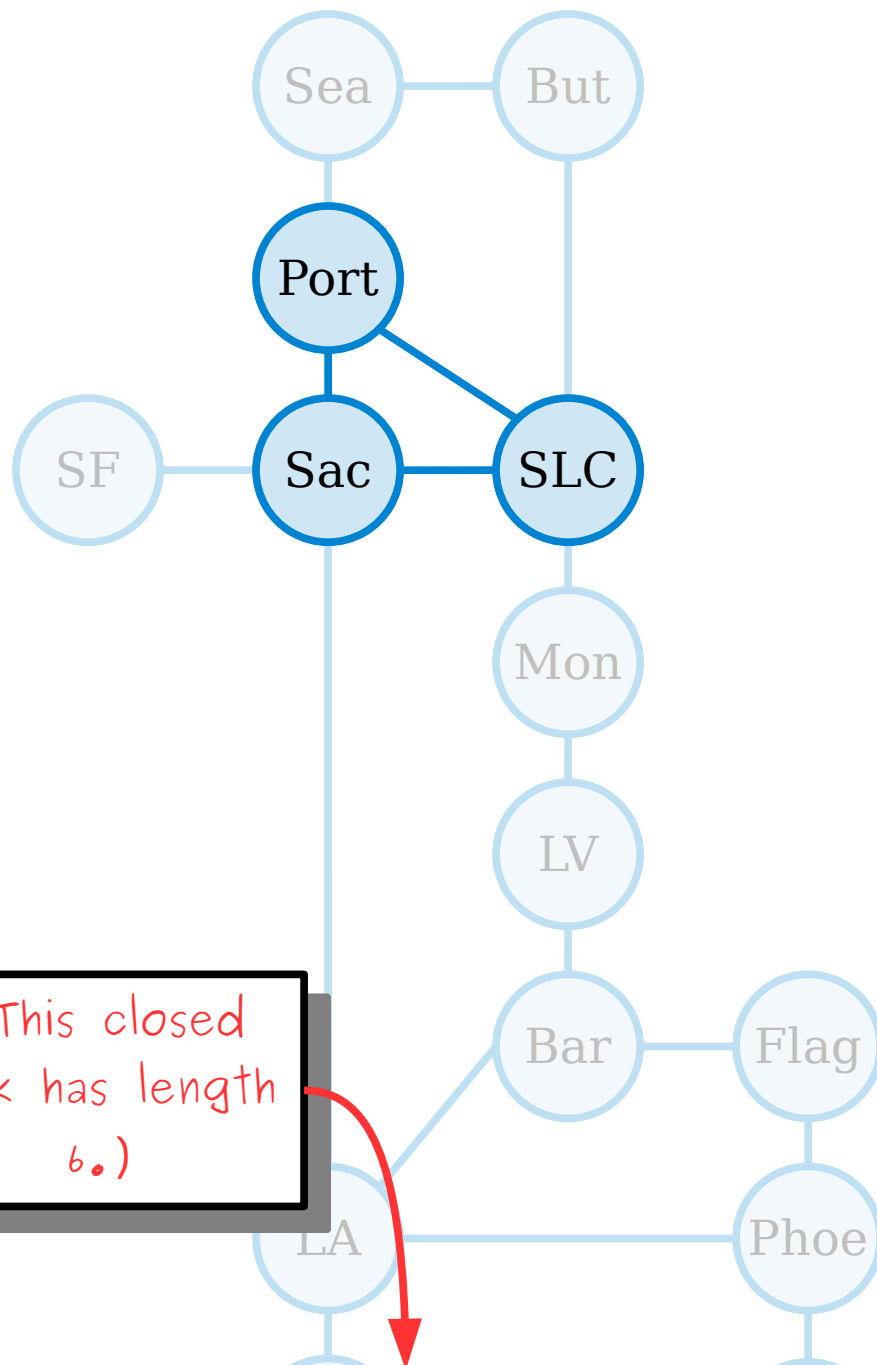 Sea
But
Port
SF
Sac
SLC
Mon
LV
Bar
Flag
This closed
has length
6.)
LA
Phoe